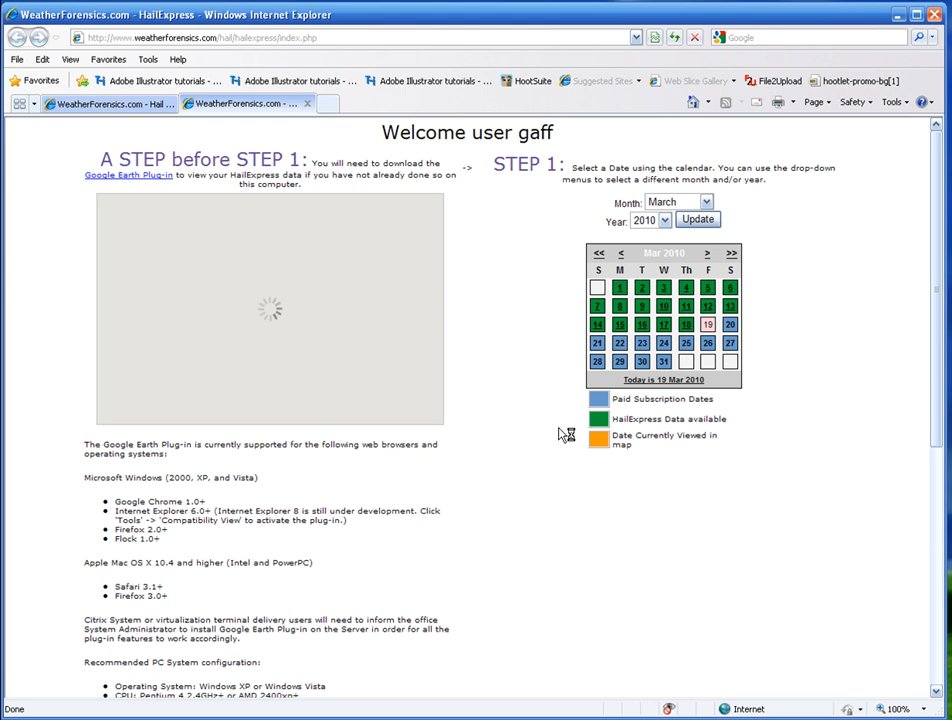 WeatherForensics.com - HailExpress - Windows Internet Explorer
http://www.weatherforensics.com/hail/hailexpress/index.php
Google
File Edit View Favorites Tools Help
Favorites Adobe Illustrator tutorials - ... Adobe Illustrator tutorials - ... Adobe Illustrator tutorials - ... HootSuite Suggested Sites Web Slice Gallery File2Upload hootlet-promo-bg[1]
WeatherForensics.com - Hail ... WeatherForensics.com - ... Page Safety Tools
Welcome user gaff
A STEP before STEP 1: You will need to download the
Google Earth Plug-in to view your HailExpress data if you have not already done so on
this computer.
->
STEP 1: Select a Date using the calendar. You can use the drop-down
menus to select a different month and/or year.
Month: March
Year: 2010 Update
<< < Mar 2010 > >>
S M T W Th F S
1 2 3 4 5 6
7 8 9 10 11 12 13
14 15 16 17 18 19 20
21 22 23 24 25 26 27
28 29 30 31
Today is 19 Mar 2010
Paid Subscription Dates
HailExpress Data available
Date Currently Viewed in
map
The Google Earth Plug-in is currently supported for the following web browsers and
operating systems:
Microsoft Windows (2000, XP, and Vista)
Google Chrome 1.0+
Internet Explorer 6.0+ (Internet Explorer 8 is still under development. Click
'Tools' -> 'Compatibility View' to activate the plug-in.)
Firefox 2.0+
Flock 1.0+
Apple Mac OS X 10.4 and higher (Intel and PowerPC)
Safari 3.1+
Firefox 3.0+
Citrix System or virtualization terminal delivery users will need to inform the office
System Administrator to install Google Earth Plug-in on the Server in order for all the
plug-in features to work accordingly.
Recommended PC System configuration:
Operating System: Windows XP or Windows Vista
CPU: Pentium 4 2.4GHz+ or AMD 2400xp+
Done Internet 100%